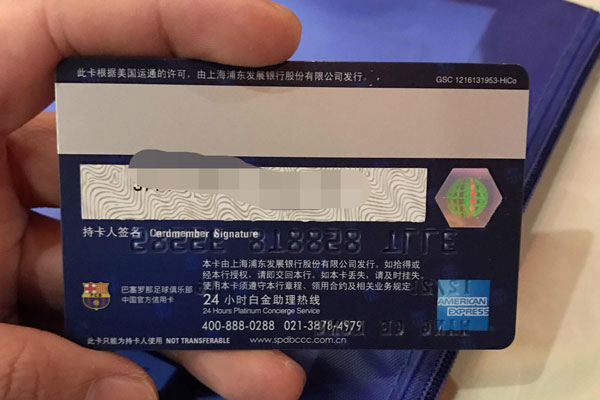 此卡根据美国运通的许可,由上海浦东发展银行股份有限公司发行。
GSC 1216131953-HiCo
持卡人签名 Cardmember Signature
本卡由上海浦东发展银行股份有限公司发行。如拾得或
经本行授权,请即交回本行。如本卡丢失,请及时挂失。
使用本卡须遵守本行章程、领用合约及相关业务规定
巴塞罗那足球俱乐部
中国官方信用卡
24 小时白金助理热线
24 Hours Platinum Concierge Service
400-888-0288 021-3878-4979
AMERICAN
EXPRESS
此卡只能为持卡人使用 NOT TRANSFERABLE
www.spdbccc.com.cn